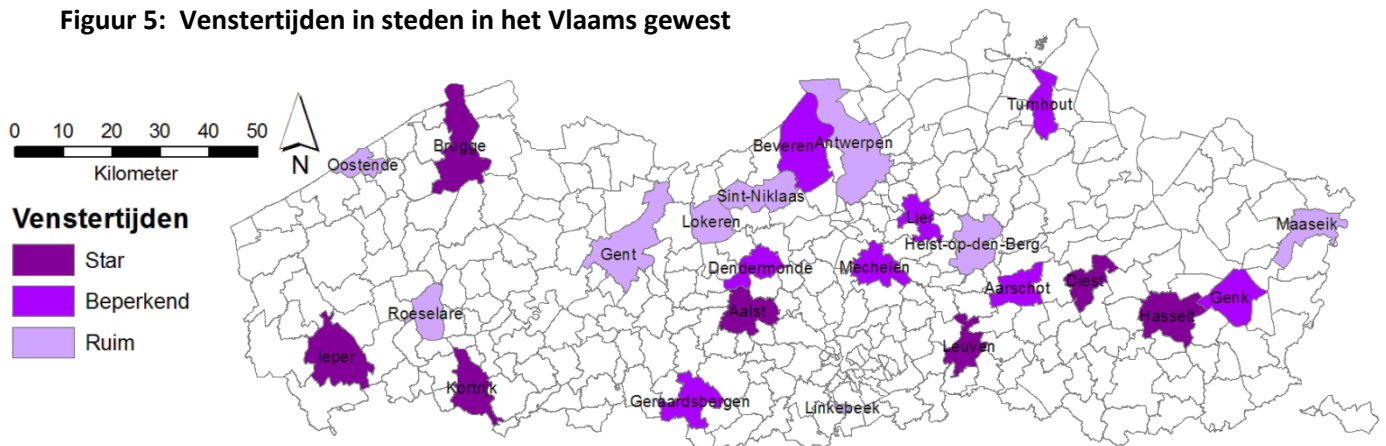 Figuur 5: Venstertijden in steden in het Vlaams gewest
0 10 20 30 40 50
Kilometer
N
Venstertijden
Star
Beperkend
Ruim
Oostende
Brugge
Beveren
Antwerpen
Turnhout
Sint-Niklaas
Lokeren
Lier
Heist-op-den-Berg
Maaseik
Gent
Dendermonde
Mechelen
Aarschot
Diest
Genk
Roeselare
Aalst
Hasselt
Ieper
Leuven
Kortrijk
Geraardsbergen
Linkebeek